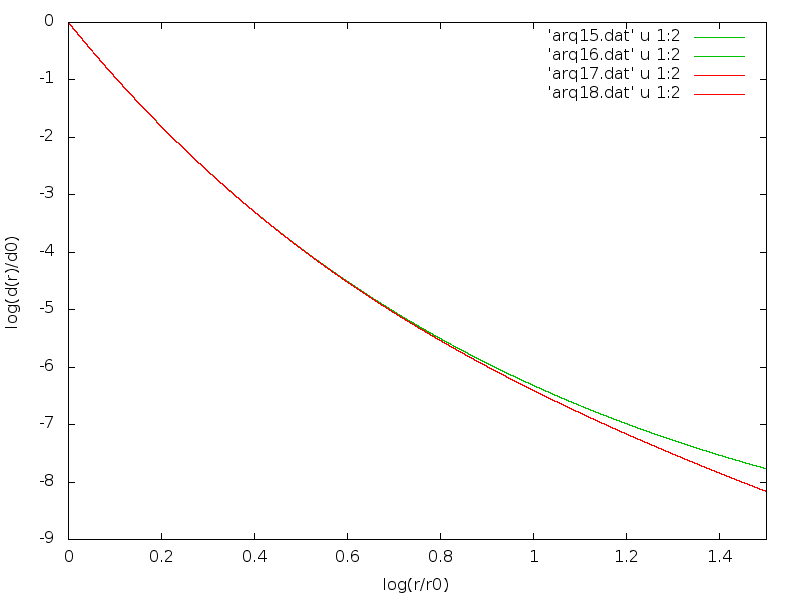 0
-1
-2
-3
-4
-5
-6
-7
-8
-9
log(d(r)/d0)
'arq15.dat' u 1:2
'arq16.dat' u 1:2
'arq17.dat' u 1:2
'arq18.dat' u 1:2
0 0.2 0.4 0.6 0.8 1 1.2 1.4
log(r/r0)